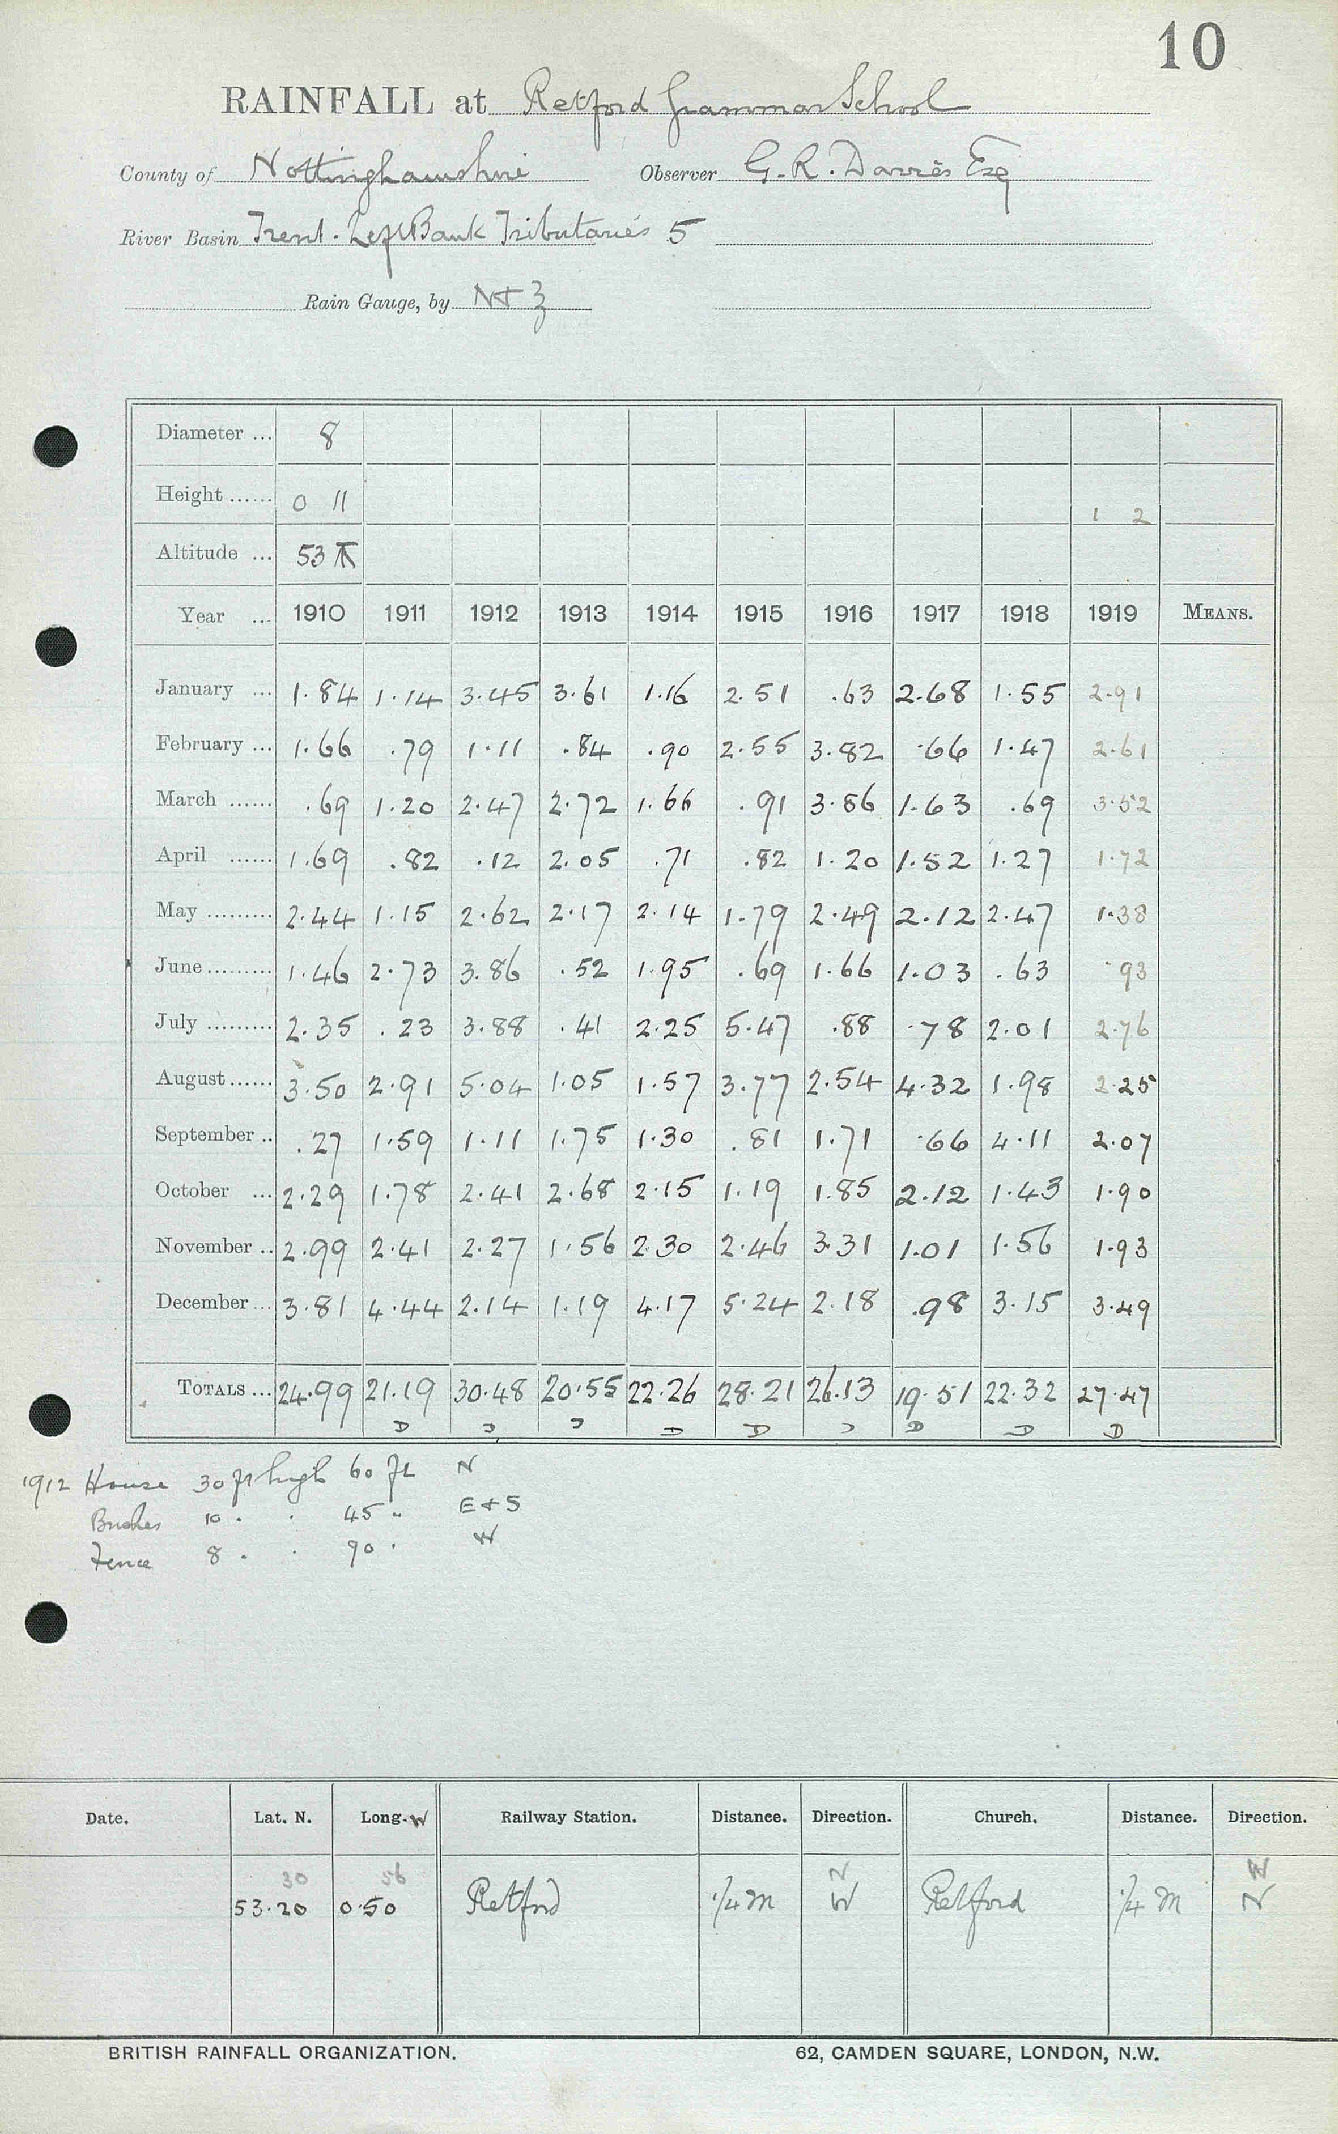 10
RAINFALL at Retford Grammar School
County of Nottinghamshire Observer G. R. Davies Esq
River Basin Trent. Left Bank Tributaries 5
Rain Gauge, by N+Z
Diameter ... 8
Height ...... 0 11 1 2
Altitude ... 53
Year ... 1910 1911 1912 1913 1914 1915 1916 1917 1918 1919 MEANS.
January ... 1.84 1.14 3.45 3.61 1.16 2.51 .63 2.68 1.55 2.91
February ... 1.66 .79 1.11 .84 .90 2.55 3.82 .66 1.47 2.61
March ...... .69 1.20 2.47 2.72 1.66 .91 3.86 1.63 .69 3.52
April ...... 1.69 .82 .12 2.05 .71 .82 1.20 1.52 1.27 1.72
May ......... 2.44 1.15 2.62 2.17 2.14 1.79 2.49 2.12 2.47 1.38
June ......... 1.46 2.73 3.86 .52 1.95 .69 1.66 1.03 .63 .93
July ......... 2.35 .23 3.88 .41 2.25 5.47 .88 .78 2.01 2.76
August ...... 3.50 2.91 5.04 1.05 1.57 3.77 2.54 4.32 1.98 2.25
September .. .27 1.59 1.11 1.75 1.30 .81 1.71 .66 4.11 2.07
October ... 2.29 1.78 2.41 2.68 2.15 1.19 1.85 2.12 1.43 1.90
November .. 2.99 2.41 2.27 1.56 2.30 2.46 3.31 1.01 1.56 1.93
December ... 3.81 4.44 2.14 1.19 4.17 5.24 2.18 .98 3.15 3.49
TOTALS ... 24.99 21.19 30.48 20.55 22.26 28.21 26.13 19.51 22.32 27.47
D D D D D D D D D
1912 House 30 ft high 60 ft N
Bushes 10 " " 45 " E+S
Fence 8 " " 90 " W
Date. Lat. N. Long. W Railway Station. Distance. Direction. Church. Distance. Direction.
30 56 N W
53.20 0.50 Retford 1/4 m W Retford 1/4 m N
BRITISH RAINFALL ORGANIZATION. 62, CAMDEN SQUARE, LONDON, N.W.